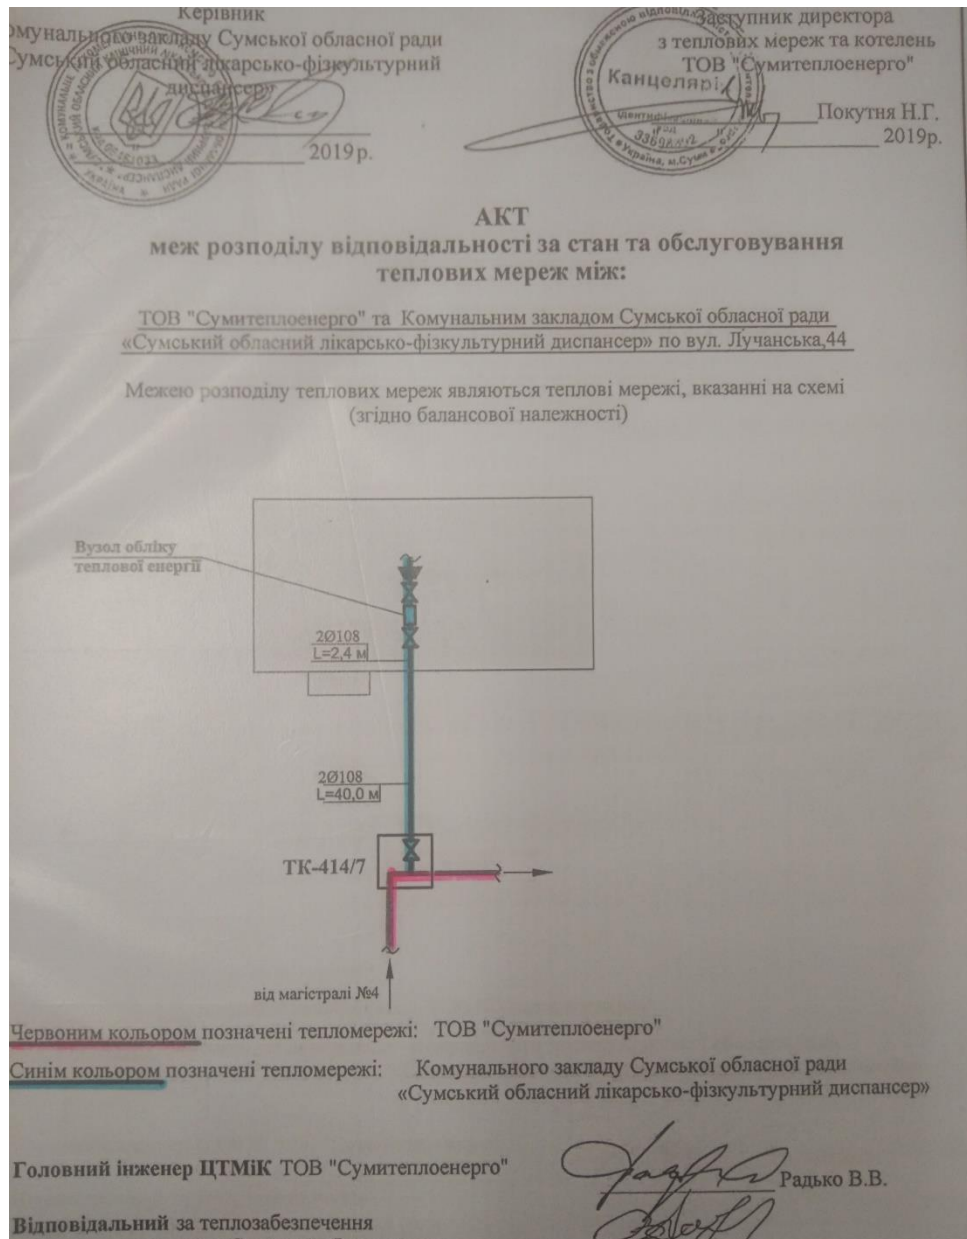 Керівник
омунального закладу Сумської обласної ради
Сумський обласний лікарсько-фізкультурний
диспансер»
2019р.
Заступник директора
з теплових мереж та котелень
ТОВ "Сумитеплоенерго"
Канцелярія
Покутня Н.Г.
2019р.
АКТ
меж розподілу відповідальності за стан та обслуговування
теплових мереж між:
ТОВ "Сумитеплоенерго" та Комунальним закладом Сумської обласної ради
«Сумський обласний лікарсько-фізкультурний диспансер» по вул. Лучанська,44
Межею розподілу теплових мереж являються теплові мережі, вказанні на схемі
(згідно балансової належності)
Вузол обліку
теплової енергії
2Ø108
L=2,4 м
2Ø108
L=40,0 м
ТК-414/7
від магістралі №4
Червоним кольором позначені тепломережі: ТОВ "Сумитеплоенерго"
Синім кольором позначені тепломережі: Комунального закладу Сумської обласної ради
«Сумський обласний лікарсько-фізкультурний диспансер»
Головний інженер ЦТМіК ТОВ "Сумитеплоенерго"
Радько В.В.
Відповідальний за теплозабезпечення